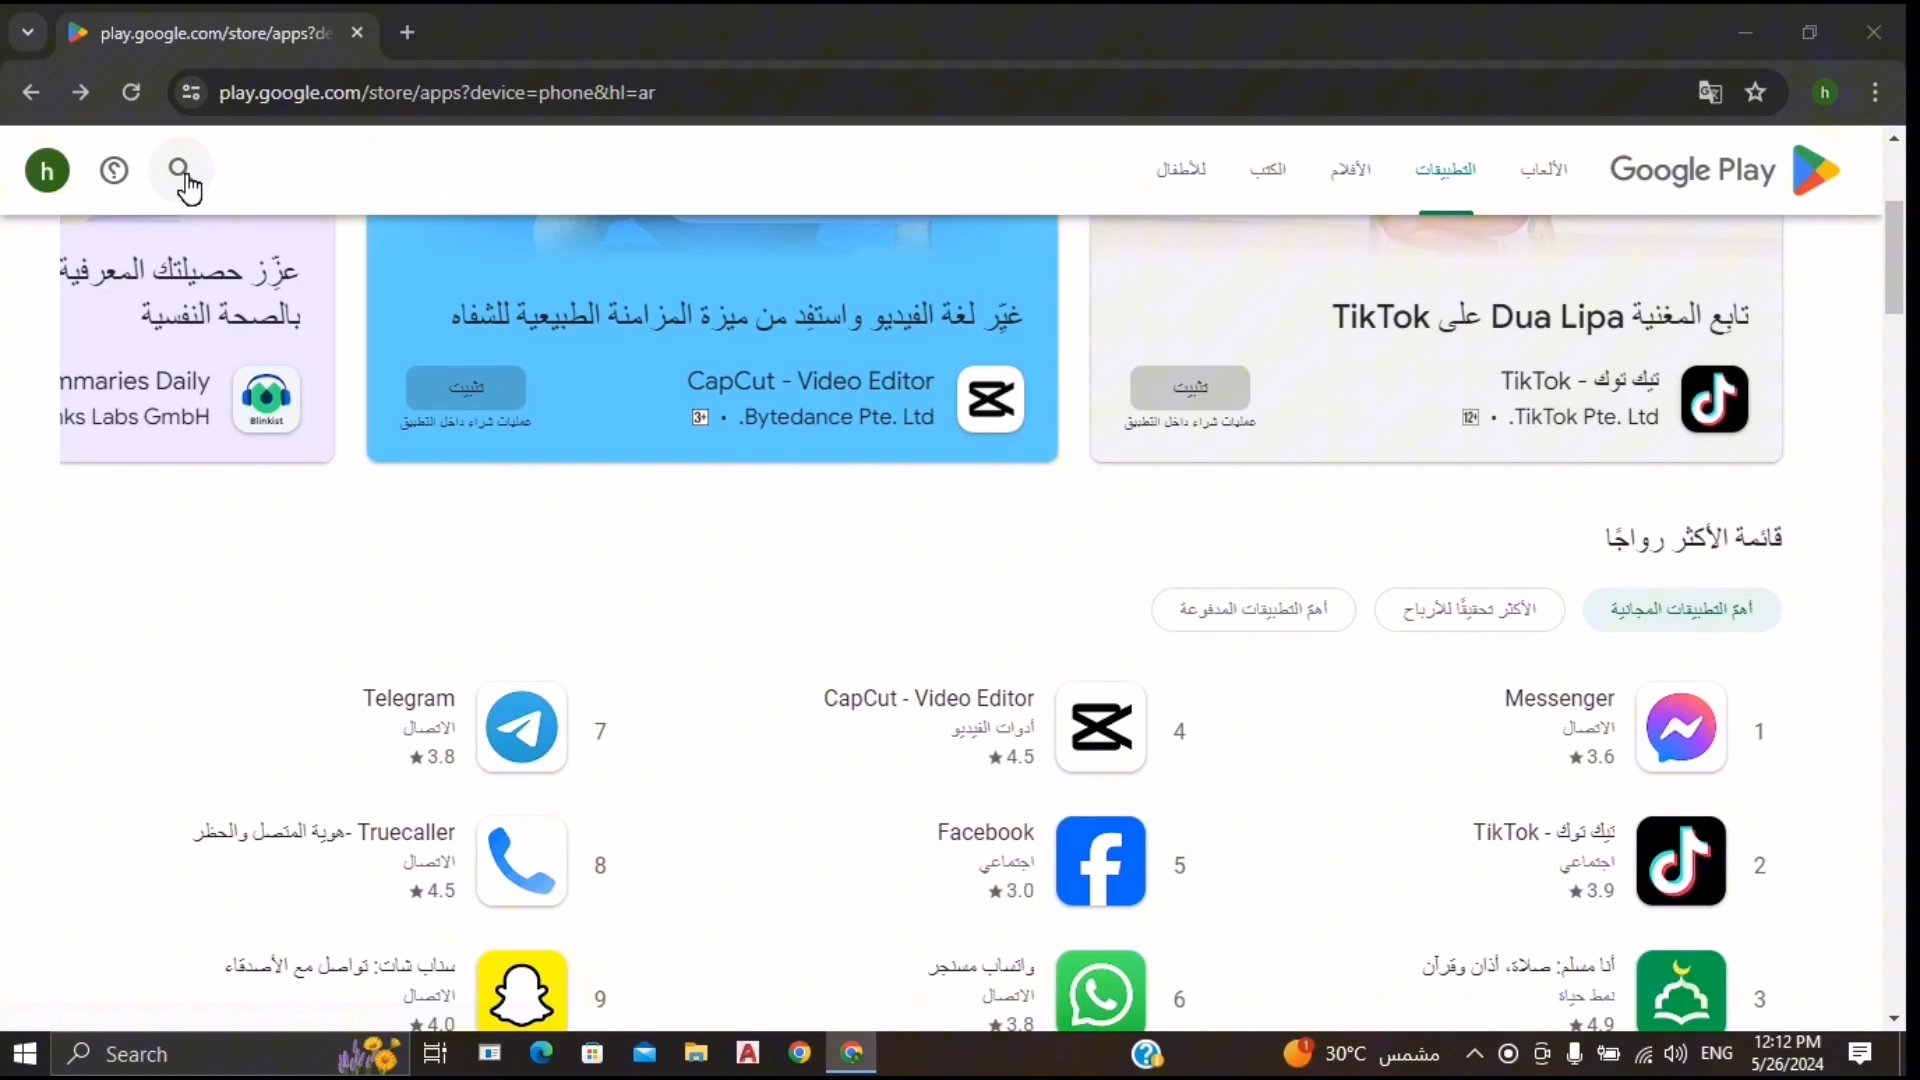 play.google.com/store/apps?de
play.google.com/store/apps?device=phone&hl=ar
h
Google Play
الألعاب
التطبيقات
الأفلام
الكتب
للأطفال
h
تابِع المغنية Dua Lipa على TikTok
تيك توك - TikTok
TikTok Pte. Ltd. • 12+
تثبيت
عمليات شراء داخل التطبيق
غيِّر لغة الفيديو واستفِد من ميزة المزامنة الطبيعية للشفاه
CapCut - Video Editor
Bytedance Pte. Ltd. • 3+
تثبيت
عمليات شراء داخل التطبيق
عزِّز حصيلتك المعرفية
بالصحة النفسية
Blinkist
mmaries Daily
nks Labs GmbH
قائمة الأكثر رواجًا
أهمّ التطبيقات المجانية
الأكثر تحقيقًا للأرباح
أهمّ التطبيقات المدفوعة
1
Messenger
الاتصال
3.6★
4
CapCut - Video Editor
أدوات الفيديو
4.5★
7
Telegram
الاتصال
3.8★
2
تيك توك - TikTok
اجتماعي
3.9★
5
Facebook
اجتماعي
3.0★
8
Truecaller -هوية المتصل والحظر
الاتصال
4.5★
3
أنا مسلم: صلاة، أذان وقرآن
نمط حياة
4.9★
6
واتساب مسنجر
الاتصال
3.8★
9
سناب شات: تواصل مع الأصدقاء
الاتصال
4.0★
Search
1
30°C مشمس
ENG
12:12 PM
5/26/2024